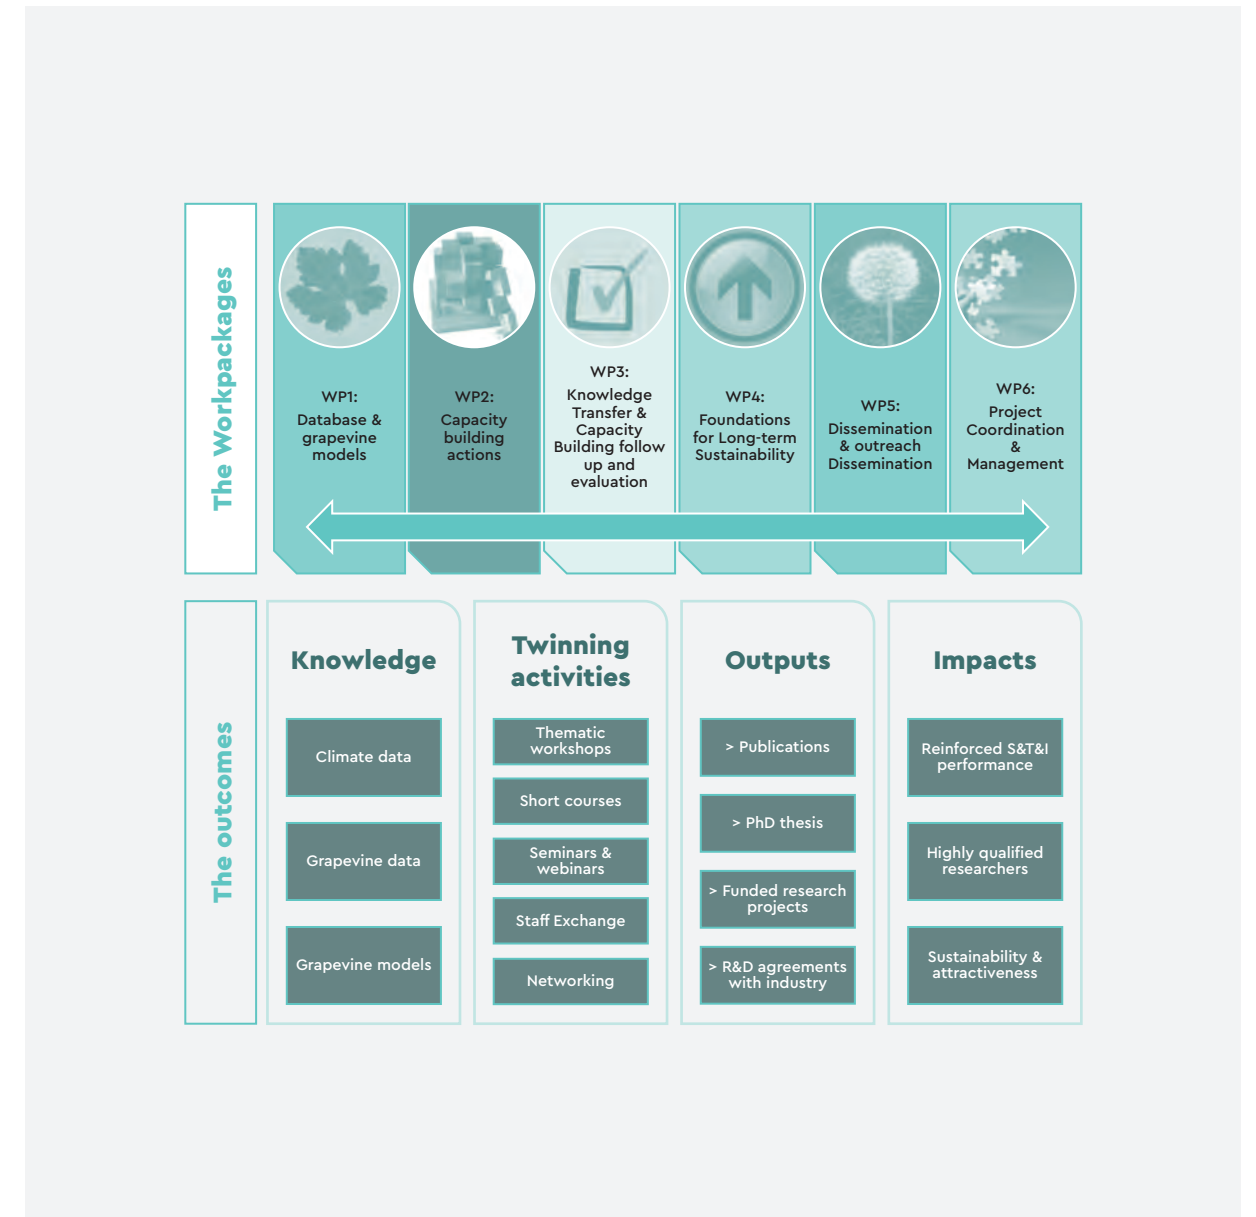 The Workpackages
WP1:
Database &
grapevine
models
WP2:
Capacity
building
actions
WP3:
Knowledge
Transfer &
Capacity
Building follow
up and
evaluation
WP4:
Foundations
for Long-term
Sustainability
WP5:
Dissemination
& outreach
Dissemination
WP6:
Project
Coordination
&
Management
The outcomes
Knowledge
Climate data
Grapevine data
Grapevine models
Twinning
activities
Thematic
workshops
Short courses
Seminars &
webinars
Staff Exchange
Networking
Outputs
> Publications
> PhD thesis
> Funded research
projects
> R&D agreements
with industry
Impacts
Reinforced S&T&I
performance
Highly qualified
researchers
Sustainability &
attractiveness